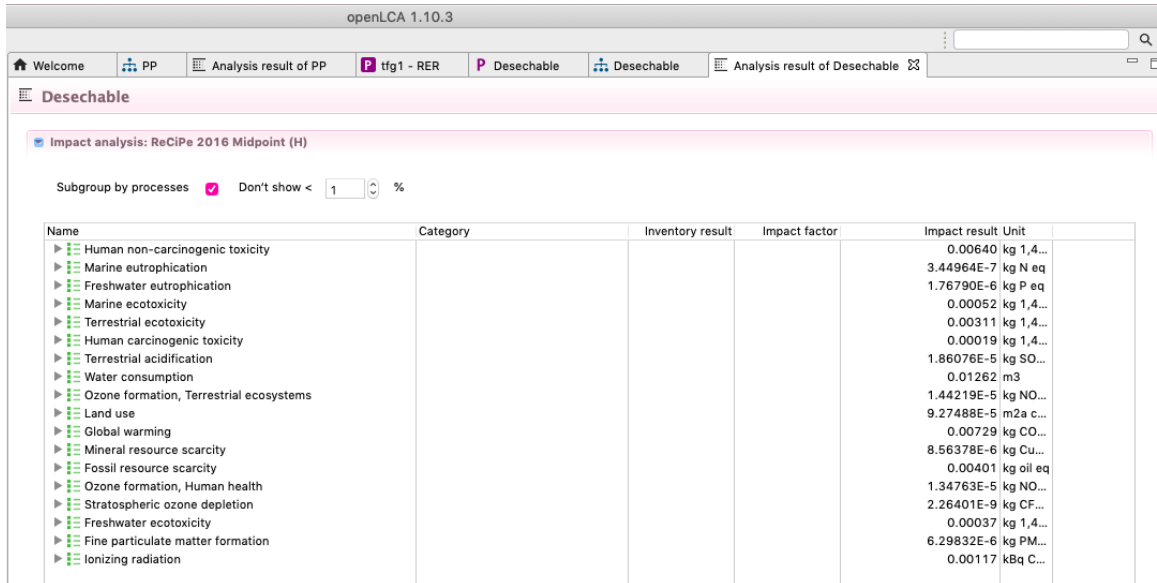 openLCA 1.10.3
Welcome PP Analysis result of PP P tfg1 - RER P Desechable Desechable Analysis result of Desechable
Desechable
Impact analysis: ReCiPe 2016 Midpoint (H)
Subgroup by processes Don't show < 1 %
Name Category Inventory result Impact factor Impact result Unit
Human non-carcinogenic toxicity 0.00640 kg 1,4...
Marine eutrophication 3.44964E-7 kg N eq
Freshwater eutrophication 1.76790E-6 kg P eq
Marine ecotoxicity 0.00052 kg 1,4...
Terrestrial ecotoxicity 0.00311 kg 1,4...
Human carcinogenic toxicity 0.00019 kg 1,4...
Terrestrial acidification 1.86076E-5 kg SO...
Water consumption 0.01262 m3
Ozone formation, Terrestrial ecosystems 1.44219E-5 kg NO...
Land use 9.27488E-5 m2a c...
Global warming 0.00729 kg CO...
Mineral resource scarcity 8.56378E-6 kg Cu...
Fossil resource scarcity 0.00401 kg oil eq
Ozone formation, Human health 1.34763E-5 kg NO...
Stratospheric ozone depletion 2.26401E-9 kg CF...
Freshwater ecotoxicity 0.00037 kg 1,4...
Fine particulate matter formation 6.29832E-6 kg PM...
Ionizing radiation 0.00117 kBq C...